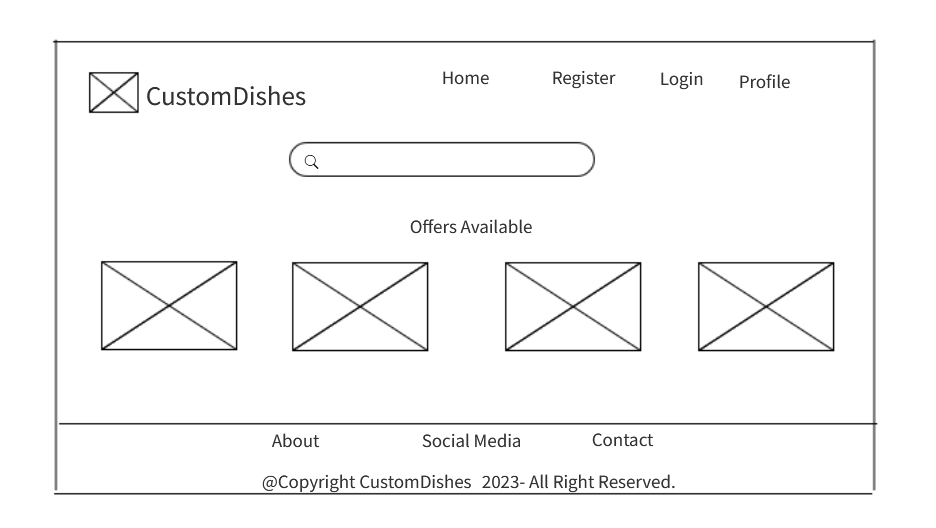 CustomDishes
Home Register Login Profile
Offers Available
About Social Media Contact
@Copyright CustomDishes 2023- All Right Reserved.